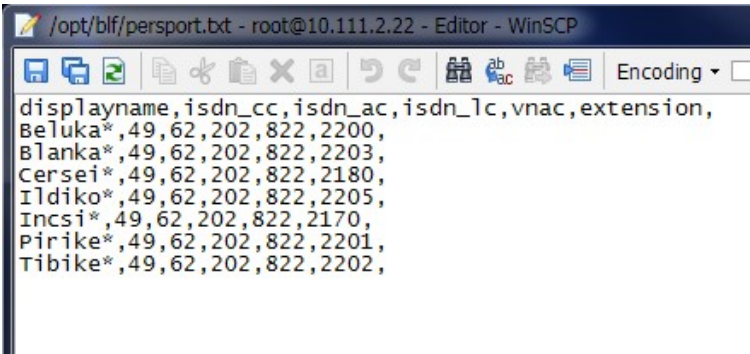 /opt/blf/persport.txt - root@10.111.2.22 - Editor - WinSCP
Encoding
displayname,isdn_cc,isdn_ac,isdn_lc,vnac,extension,
Beluka*,49,62,202,822,2200,
Blanka*,49,62,202,822,2203,
Cersei*,49,62,202,822,2180,
Ildiko*,49,62,202,822,2205,
Incsi*,49,62,202,822,2170,
Pirike*,49,62,202,822,2201,
Tibike*,49,62,202,822,2202,